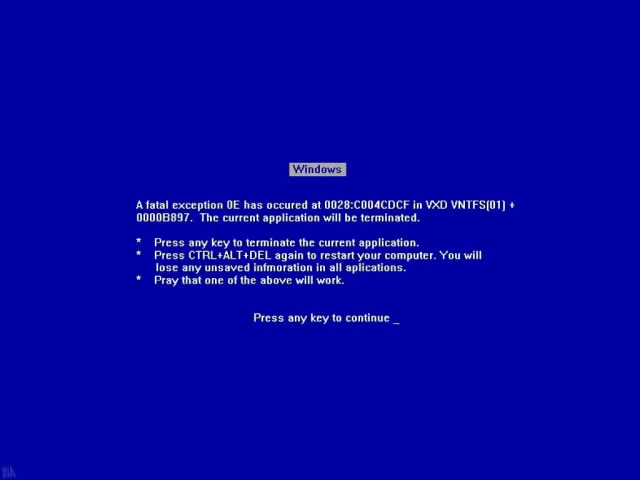 Windows
A fatal exception 0E has occured at 0028:C004CDCF in VXD VNTFS(01) +
0000B897. The current application will be terminated.
* Press any key to terminate the current application.
* Press CTRL+ALT+DEL again to restart your computer. You will
lose any unsaved infmoration in all aplications.
* Pray that one of the above will work.
Press any key to continue _